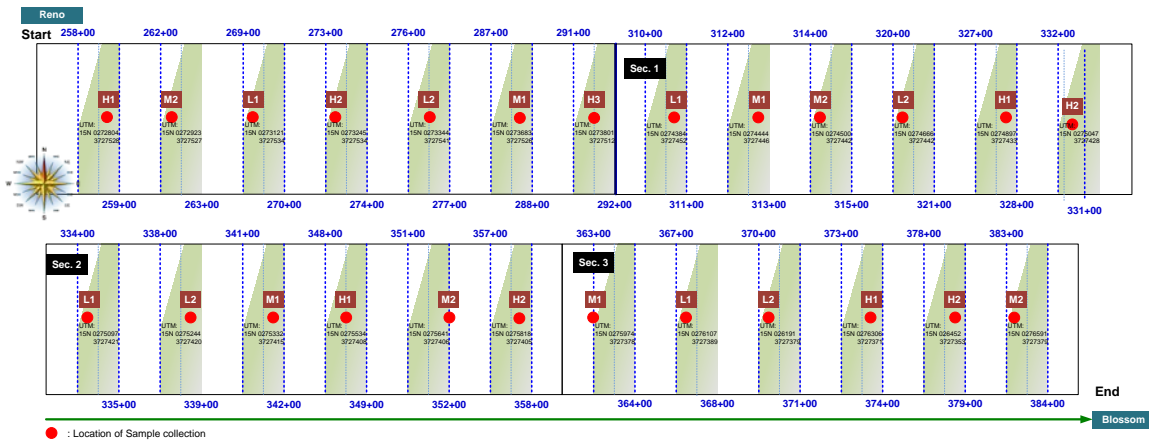 Reno
Start
258+00 262+00 269+00 273+00 276+00 287+00 291+00 310+00 312+00 314+00 320+00 327+00 332+00
Sec. 1
H1 M2 L1 H2 L2 M1 H3 L1 M1 M2 L2 H1 H2
UTM: UTM: UTM: UTM: UTM: UTM: UTM: UTM: UTM: UTM: UTM: UTM: UTM:
15N 0272804 15N 0272923 15N 0273121 15N 0273245 15N 0273344 15N 0273683 15N 0273801 15N 0274384 15N 0274444 15N 0274500 15N 0274666 15N 0274897 15N 0275047
3727528 3727527 3727534 3727534 3727541 3727526 3727512 3727452 3727446 3727442 3727442 3727433 3727428
N
W
S
259+00 263+00 270+00 274+00 277+00 288+00 292+00 311+00 313+00 315+00 321+00 328+00 331+00
334+00 338+00 341+00 348+00 351+00 357+00 363+00 367+00 370+00 373+00 378+00 383+00
Sec. 2 Sec. 3
L1 L2 M1 H1 M2 H2 M1 L1 L2 H1 H2 M2
UTM: UTM: UTM: UTM: UTM: UTM: UTM: UTM: UTM: UTM: UTM: UTM:
15N 0275097 15N 0275244 15N 0275332 15N 0275534 15N 0275641 15N 0275818 15N 0275974 15N 0276107 15N 026191 15N 0276306 15N 026452 15N 0276591
3727421 3727420 3727415 3727408 3727406 3727405 3727378 3727389 3727379 3727371 3727353 3727379
335+00 339+00 342+00 349+00 352+00 358+00 364+00 368+00 371+00 374+00 379+00 384+00
End
Blossom
: Location of Sample collection